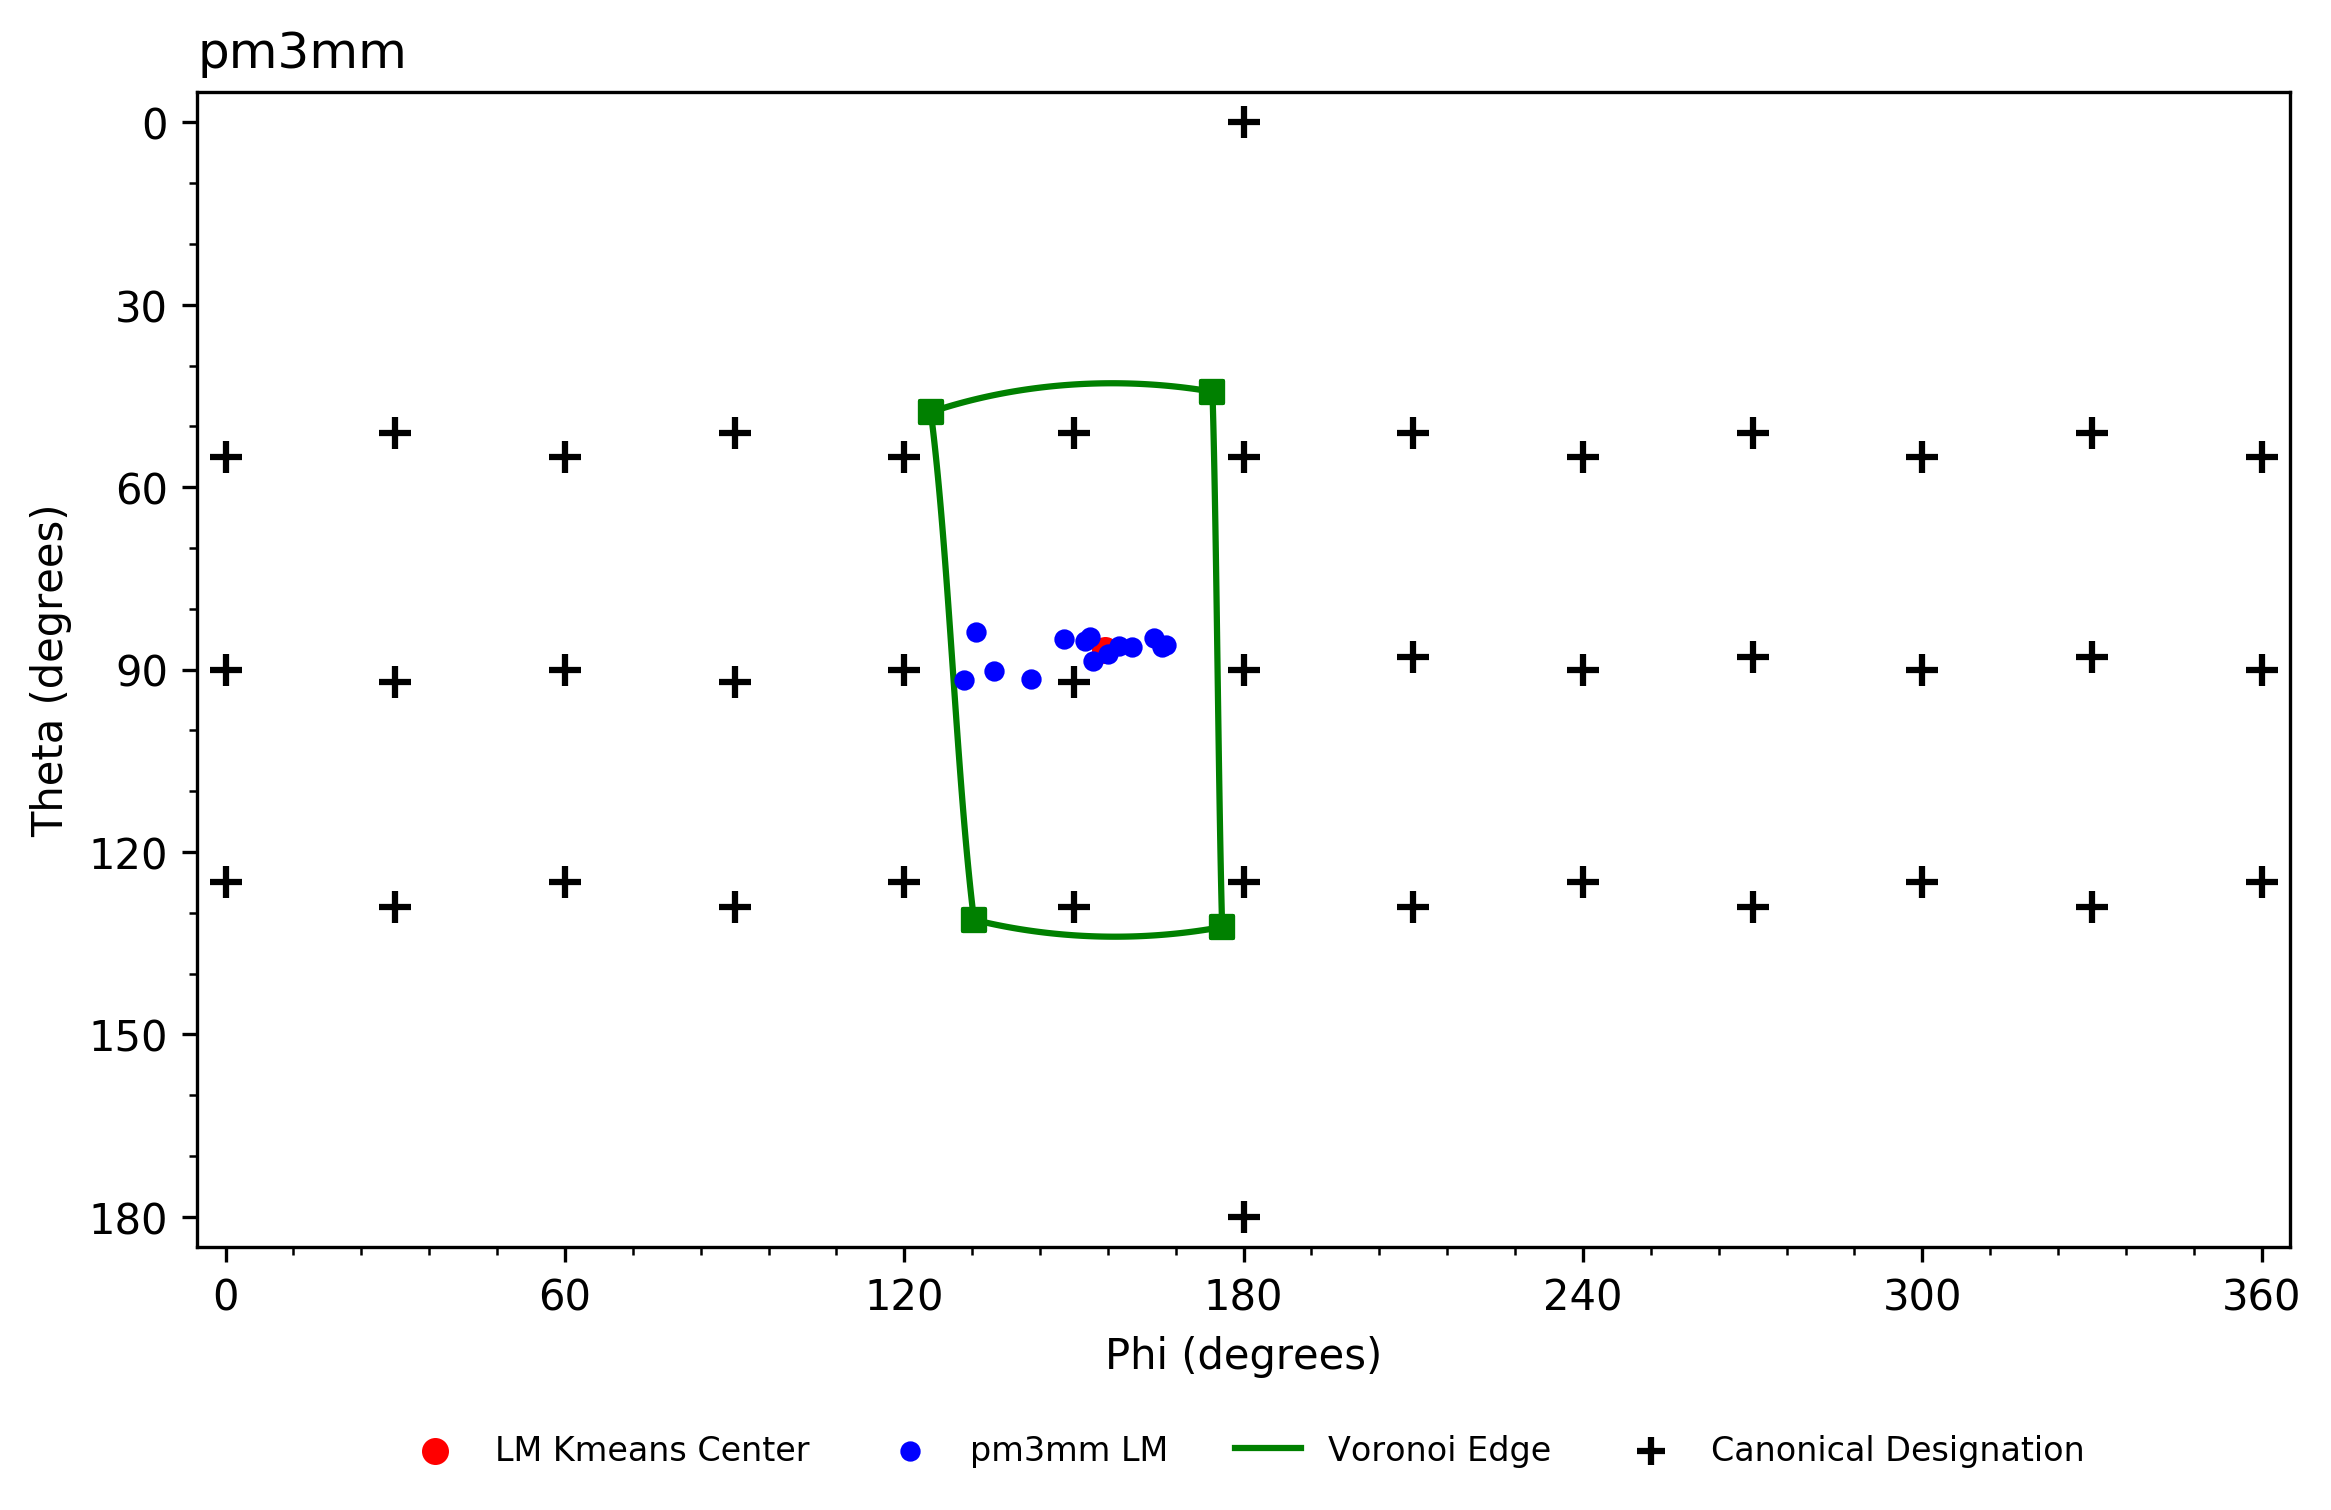 pm3mm
0
30
60
90
120
150
180
Theta (degrees)
0 60 120 180 240 300 360
Phi (degrees)
LM Kmeans Center pm3mm LM Voronoi Edge Canonical Designation